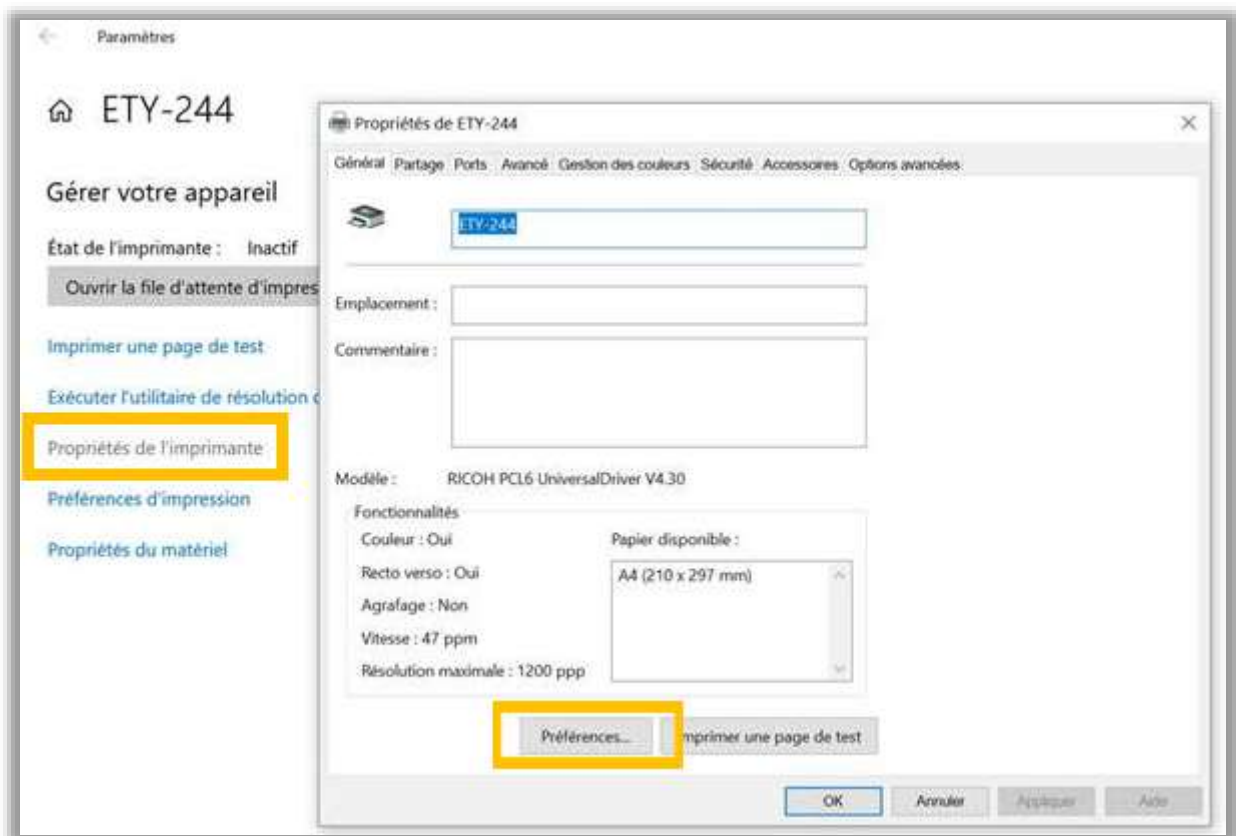 Paramètres
ETY-244
Gérer votre appareil
État de l'imprimante : Inactif
Ouvrir la file d'attente d'impres
Imprimer une page de test
Exécuter l'utilitaire de résolution
Propriétés de l'imprimante
Préférences d'impression
Propriétés du matériel
Propriétés de ETY-244
Général Partage Ports Avancé Gestion des couleurs Sécurité Accessoires Options avancées
ETY-244
Emplacement :
Commentaire :
Modèle : RICOH PCL6 UniversalDriver V4.30
Fonctionnalités
Couleur : Oui
Recto verso : Oui
Agrafage : Non
Vitesse : 47 ppm
Résolution maximale : 1200 ppp
Papier disponible :
A4 (210 x 297 mm)
Préférences... mprimer une page de test
OK Annuler Appliquer Aide